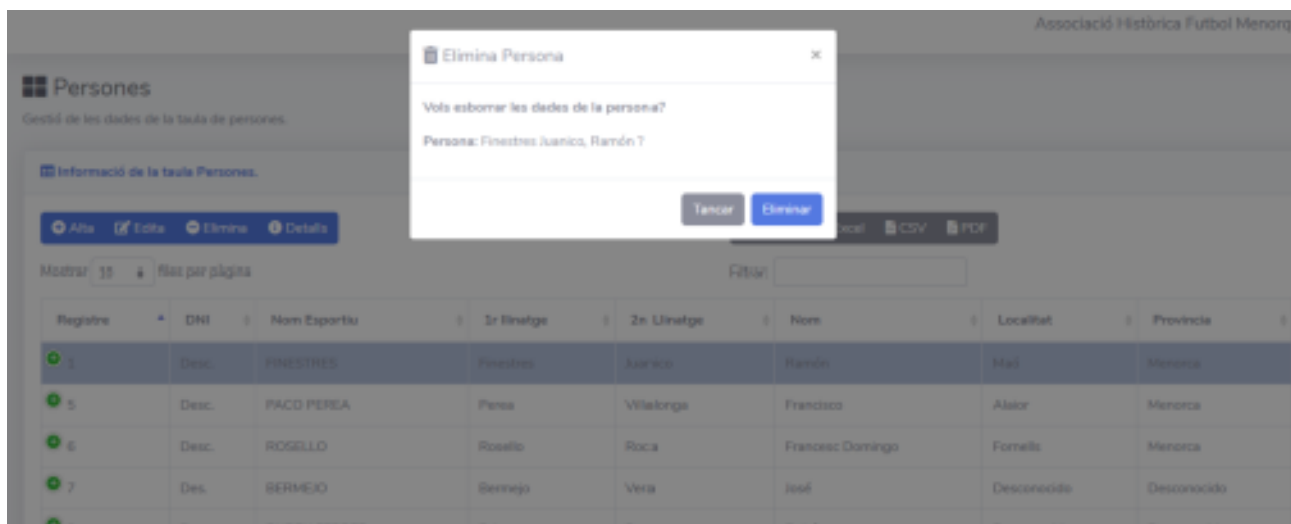 Associació Històrica Futbol Menorq
Elimina Persona ×
Persones
Vols esborrar les dades de la persona?
Gestió de les dades de la taula de persones.
Persona: Finestres Juanico, Ramón ?
Informació de la taula Persones.
Tancar Eliminar
Alta Edita Elimina Detalls CSV PDF
Mostrar 10 files per pàgina Filtrar:
Registre DNI Nom Esportiu 1r llinatge 2n Llinatge Nom Localitat Provincia
1 Desc. FINESTRES Finestres Juanico Ramón Maó Menorca
5 Desc. PACO PEREA Perea Villalonga Francisco Alaior Menorca
6 Desc. ROSELLO Rosello Roca Francesc Domingo Fornells Menorca
7 Des. BERMEJO Bermejo Vera José Desconocido Desconocido